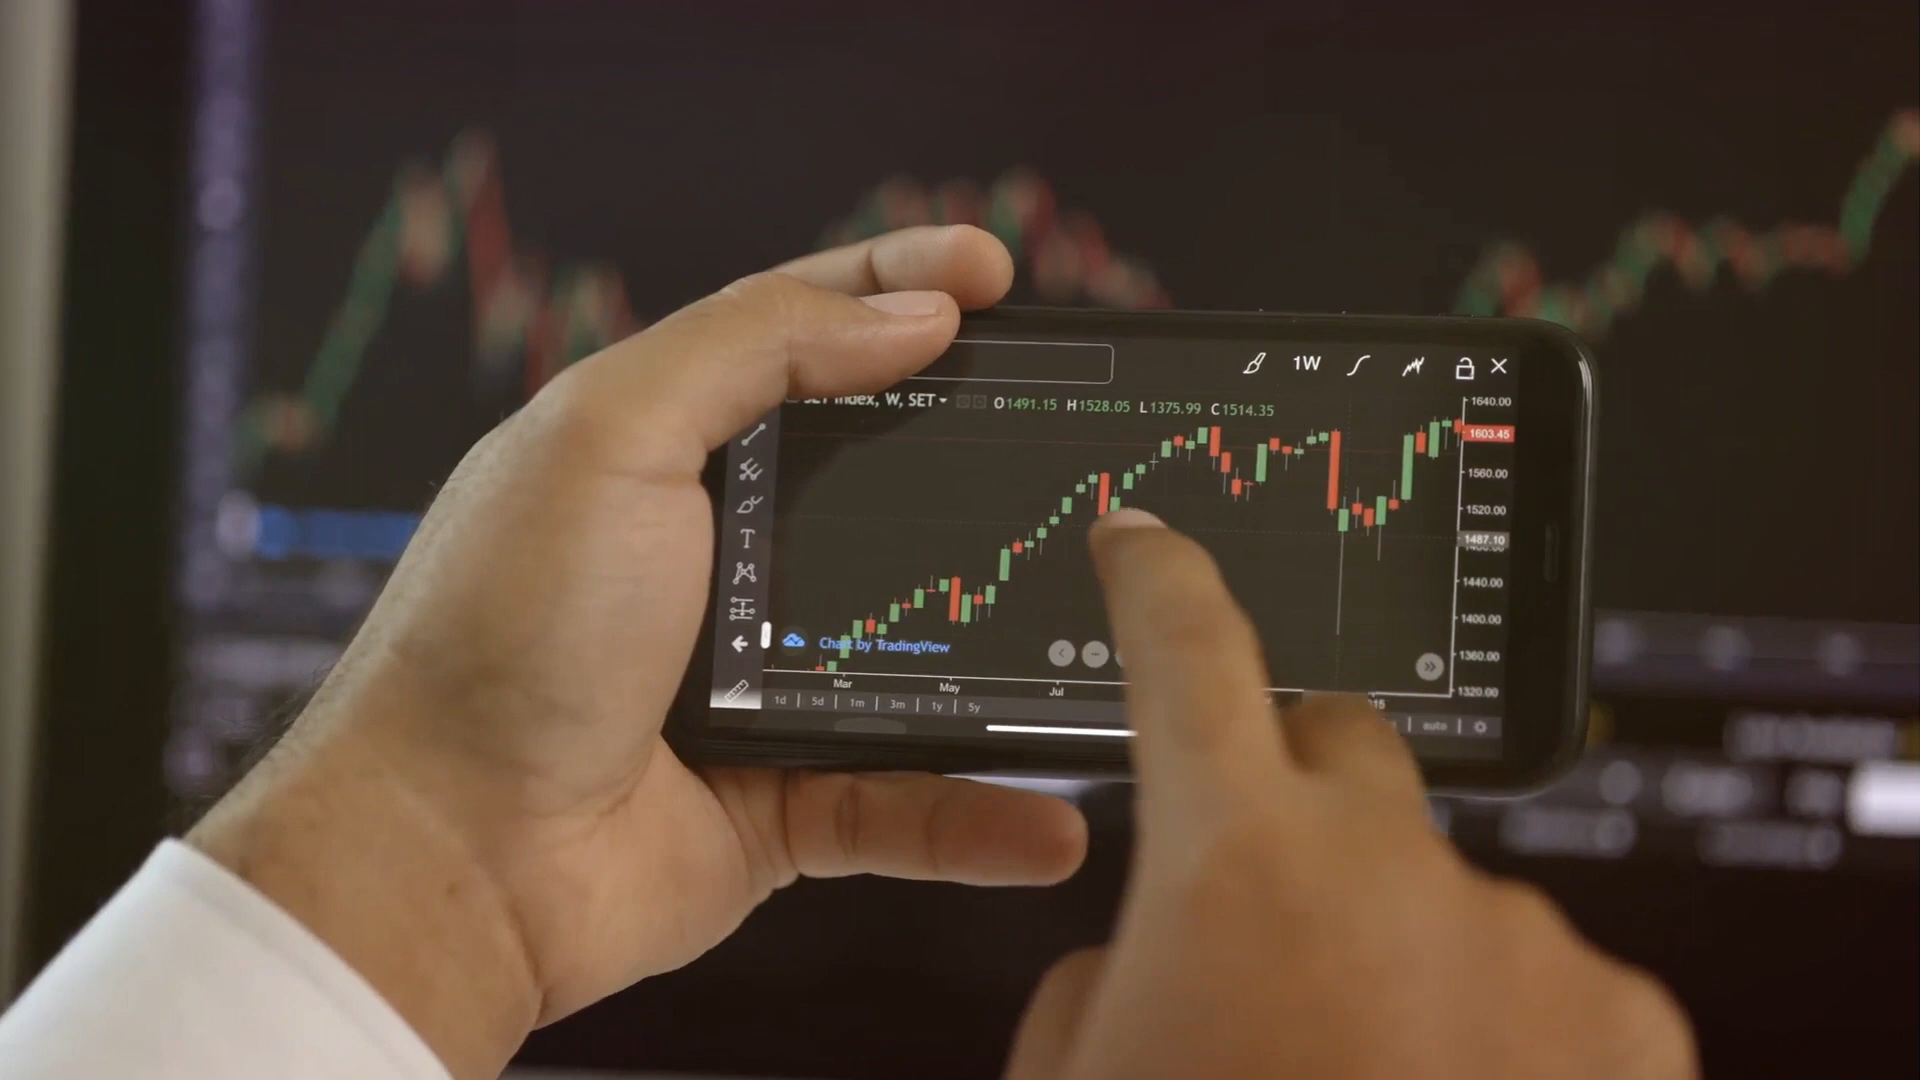 1W
Index, W, SET O1491.15 H1528.05 L1375.99 C1514.35
1640.00
1603.45
1560.00
1520.00
1487.10
1440.00
1400.00
1360.00
1320.00
T
Chart by TradingView
Mar May Jul
1d | 5d | 1m | 3m | 1y | 5y
auto